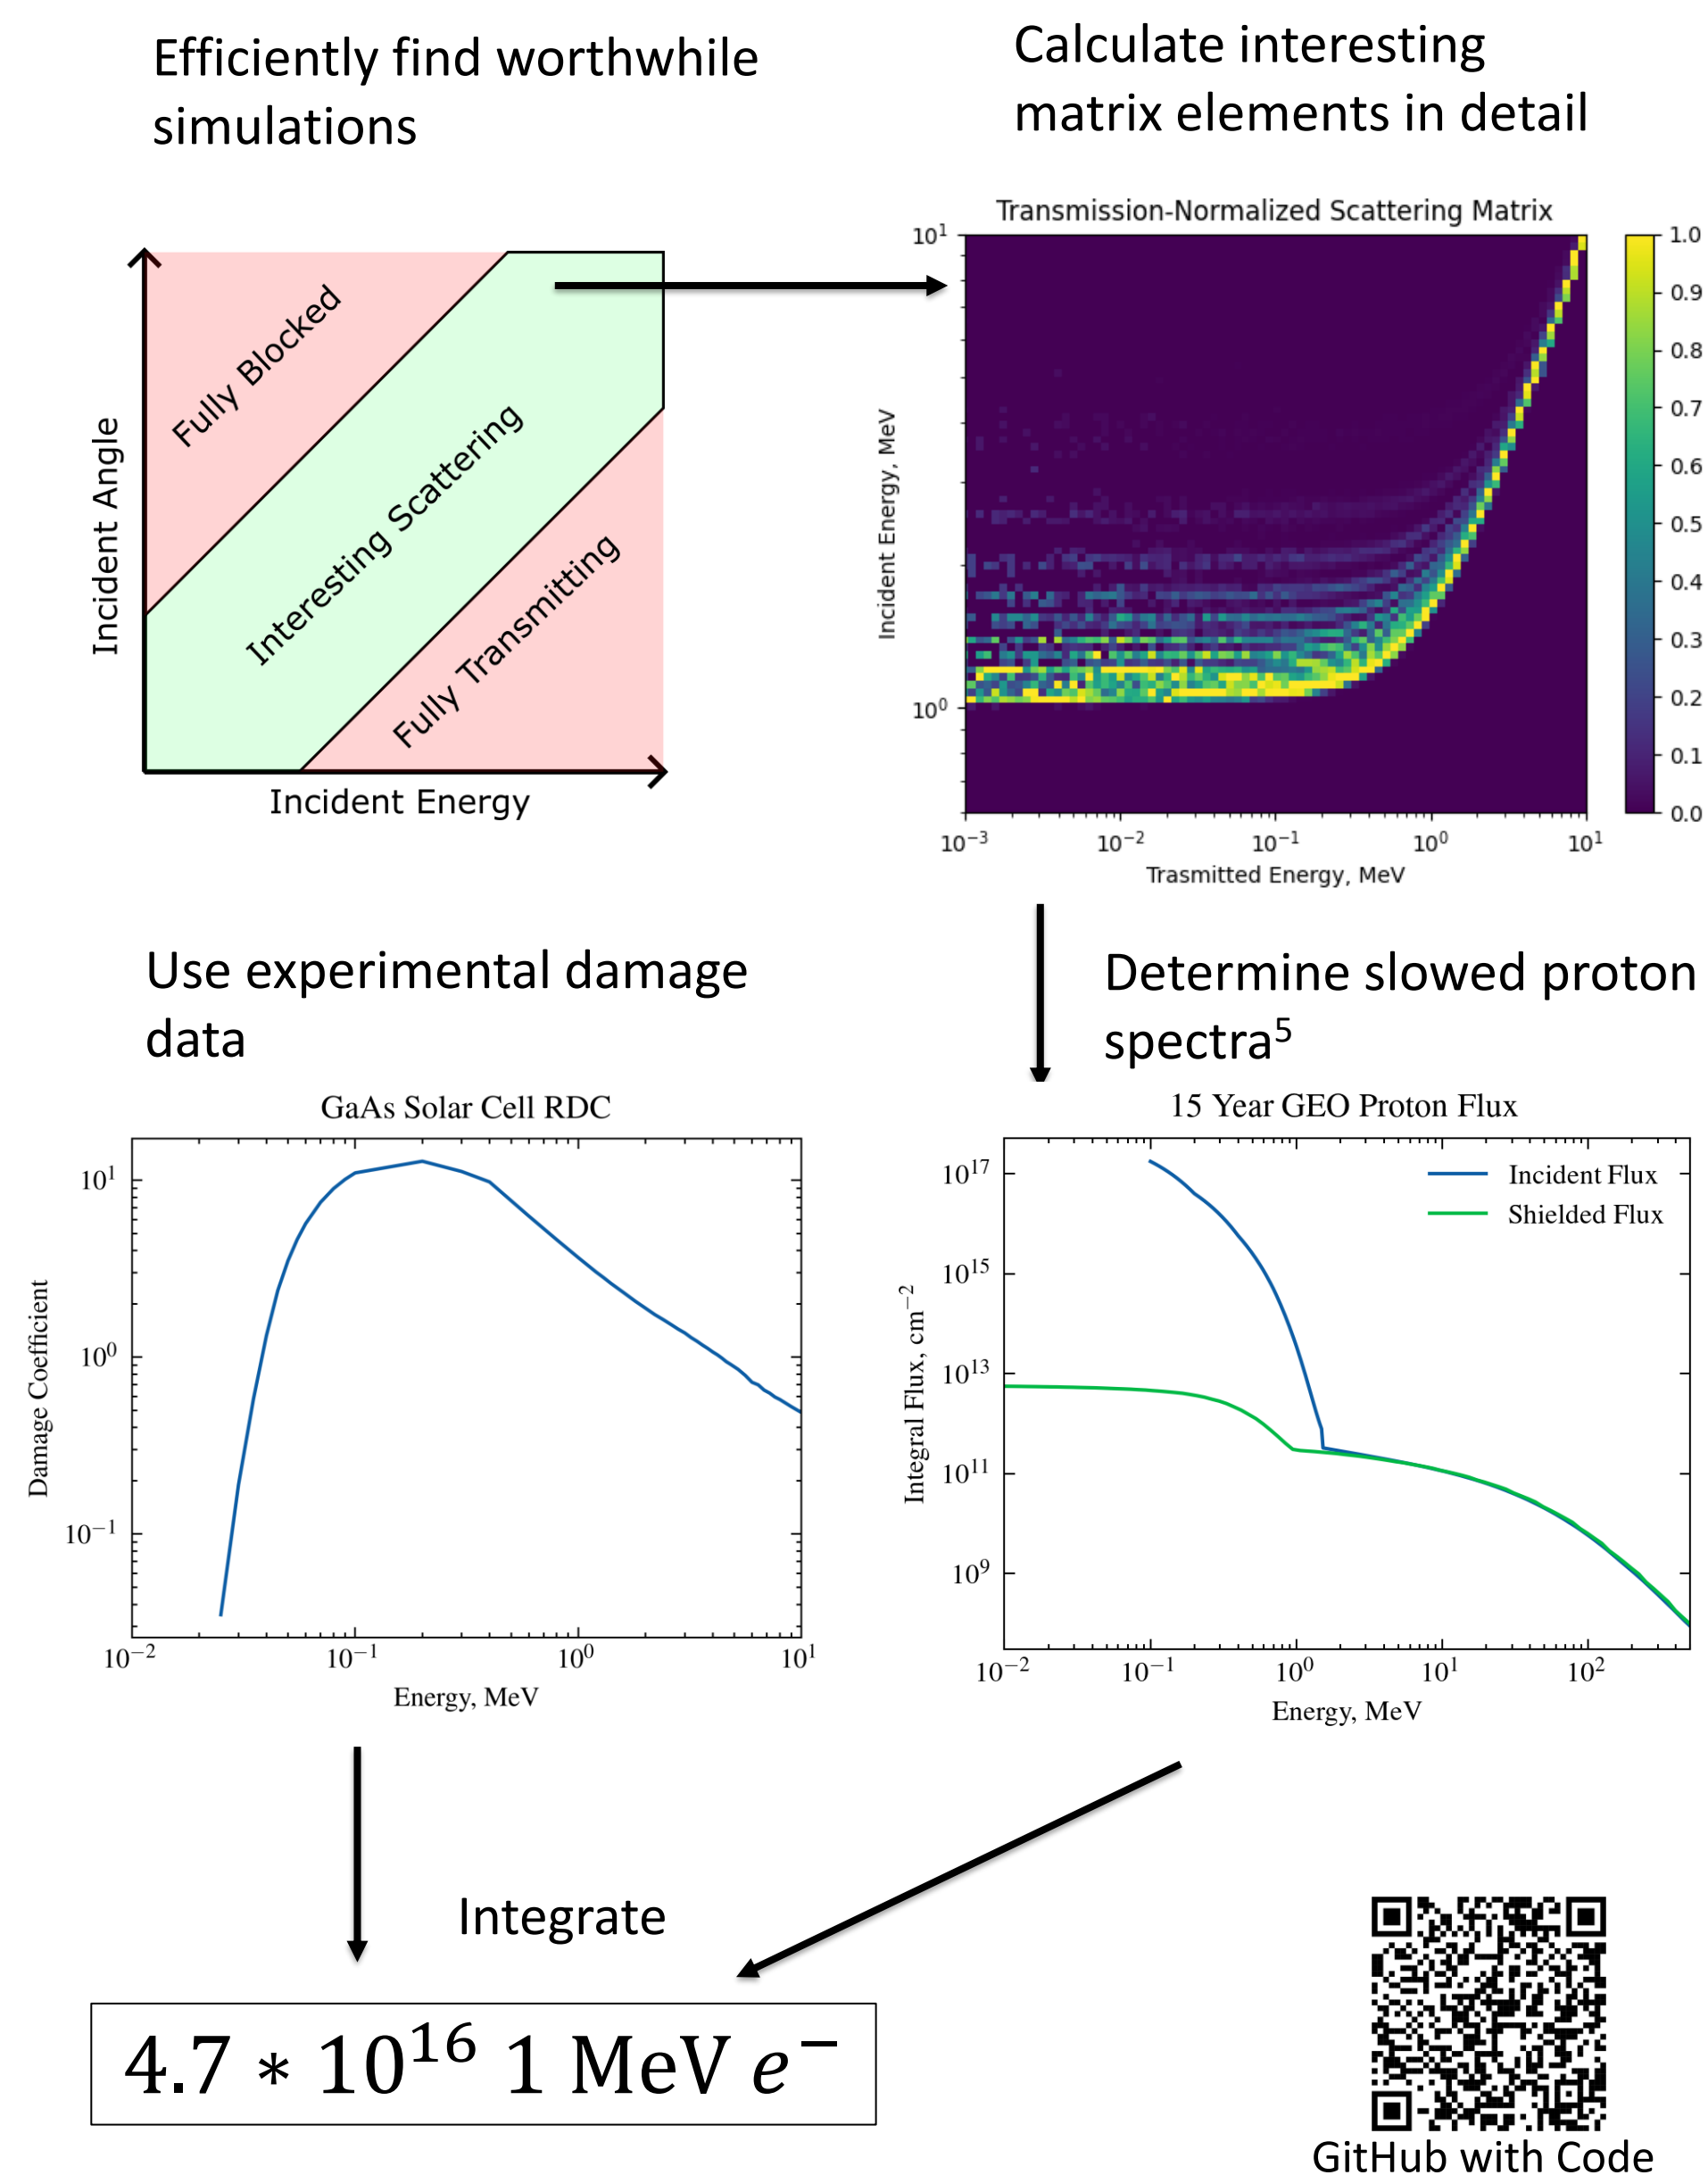 Efficiently find worthwhile
simulations
Calculate interesting
matrix elements in detail
Fully Blocked
Interesting Scattering
Fully Transmitting
Incident Angle
Incident Energy
Transmission-Normalized Scattering Matrix
Incident Energy, MeV
10¹
10⁰
10⁻³
10⁻²
10⁻¹
10⁰
10¹
Trasmitted Energy, MeV
1.0
0.9
0.8
0.7
0.6
0.5
0.4
0.3
0.2
0.1
0.0
Use experimental damage
data
Determine slowed proton
spectra⁵
GaAs Solar Cell RDC
Damage Coefficient
10¹
10⁰
10⁻¹
10⁻²
10⁻¹
10⁰
10¹
Energy, MeV
15 Year GEO Proton Flux
Incident Flux
Shielded Flux
Integral Flux, cm⁻²
10¹⁷
10¹⁵
10¹³
10¹¹
10⁹
10⁻²
10⁻¹
10⁰
10¹
10²
Energy, MeV
Integrate
4.7 * 10¹⁶ 1 MeV e⁻
GitHub with Code